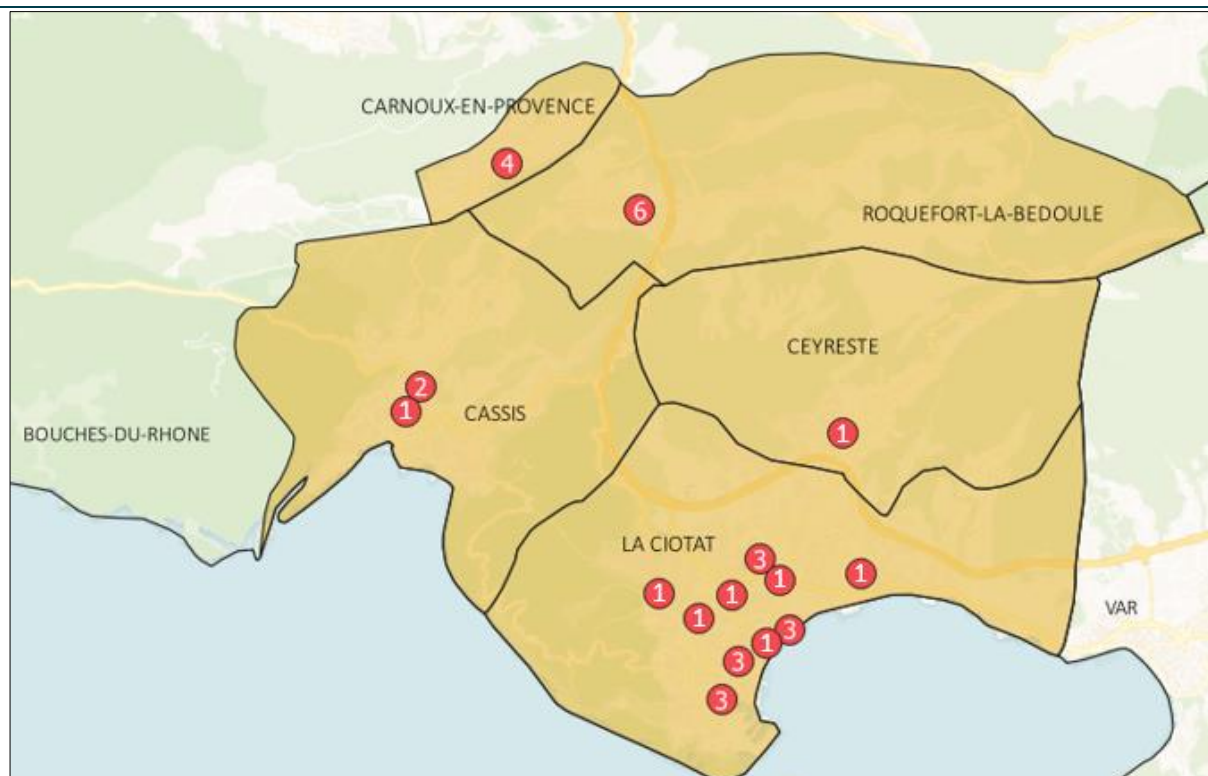 CARNOUX-EN-PROVENCE
4
6
ROQUEFORT-LA-BEDOULE
CEYRESTE
2
1
CASSIS
BOUCHES-DU-RHONE
1
LA CIOTAT
3
1
1
1
1
1
VAR
3
1
3
3